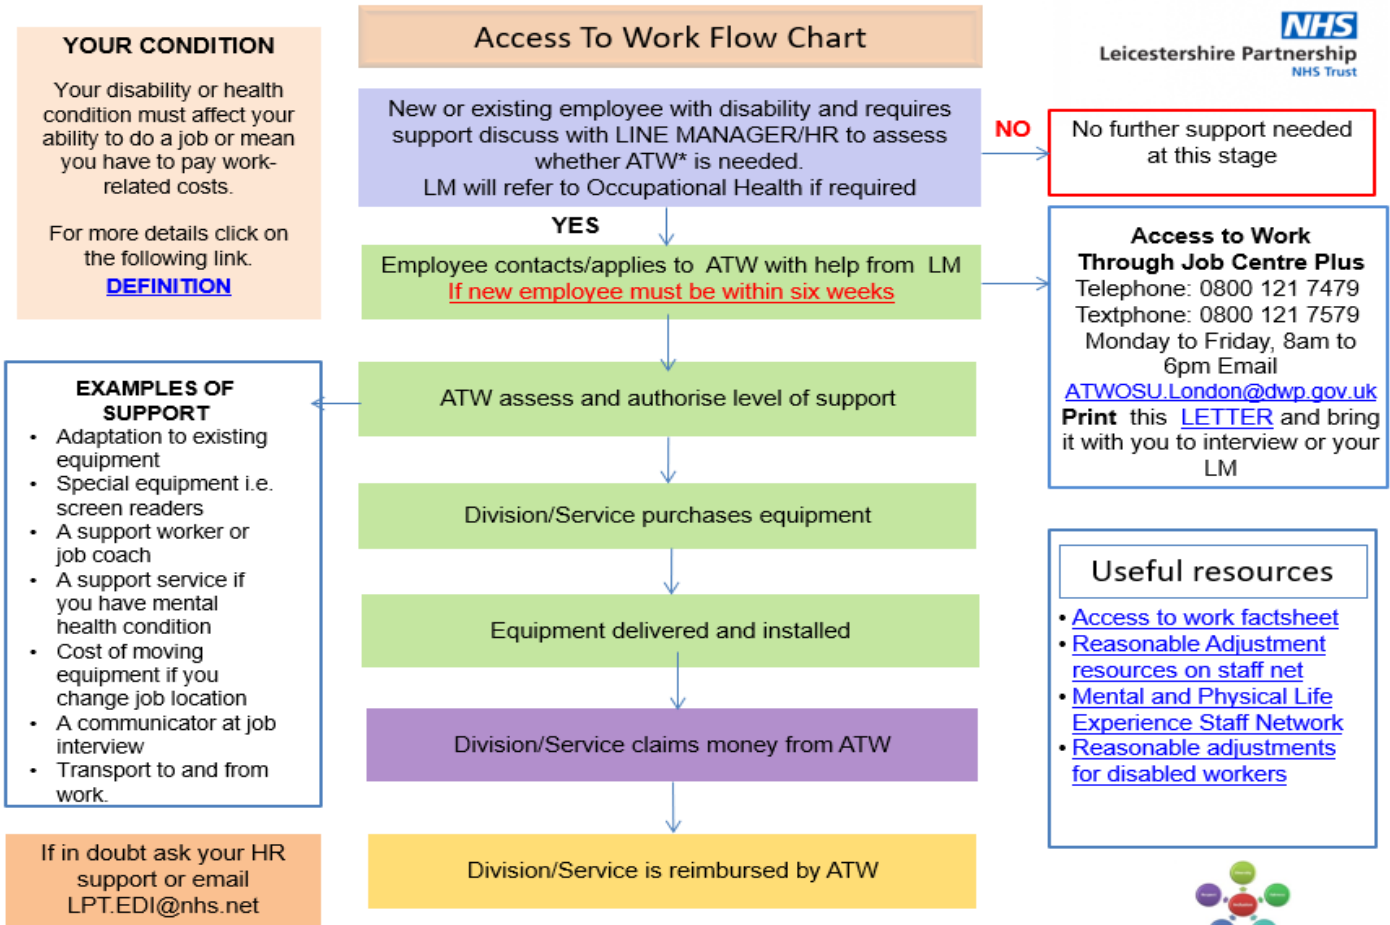 Access To Work Flow Chart
NHS
Leicestershire Partnership
NHS Trust
YOUR CONDITION
Your disability or health
condition must affect your
ability to do a job or mean
you have to pay work-
related costs.
For more details click on
the following link.
DEFINITION
New or existing employee with disability and requires
support discuss with LINE MANAGER/HR to assess
whether ATW* is needed.
LM will refer to Occupational Health if required
NO
No further support needed
at this stage
YES
Employee contacts/applies to ATW with help from LM
If new employee must be within six weeks
Access to Work
Through Job Centre Plus
Telephone: 0800 121 7479
Textphone: 0800 121 7579
Monday to Friday, 8am to
6pm Email
ATWOSU.London@dwp.gov.uk
Print this LETTER and bring
it with you to interview or your
LM
ATW assess and authorise level of support
EXAMPLES OF
SUPPORT
• Adaptation to existing
equipment
• Special equipment i.e.
screen readers
• A support worker or
job coach
• A support service if
you have mental
health condition
• Cost of moving
equipment if you
change job location
• A communicator at job
interview
• Transport to and from
work.
Division/Service purchases equipment
Equipment delivered and installed
Division/Service claims money from ATW
Division/Service is reimbursed by ATW
Useful resources
• Access to work factsheet
• Reasonable Adjustment
resources on staff net
• Mental and Physical Life
Experience Staff Network
• Reasonable adjustments
for disabled workers
If in doubt ask your HR
support or email
LPT.EDI@nhs.net